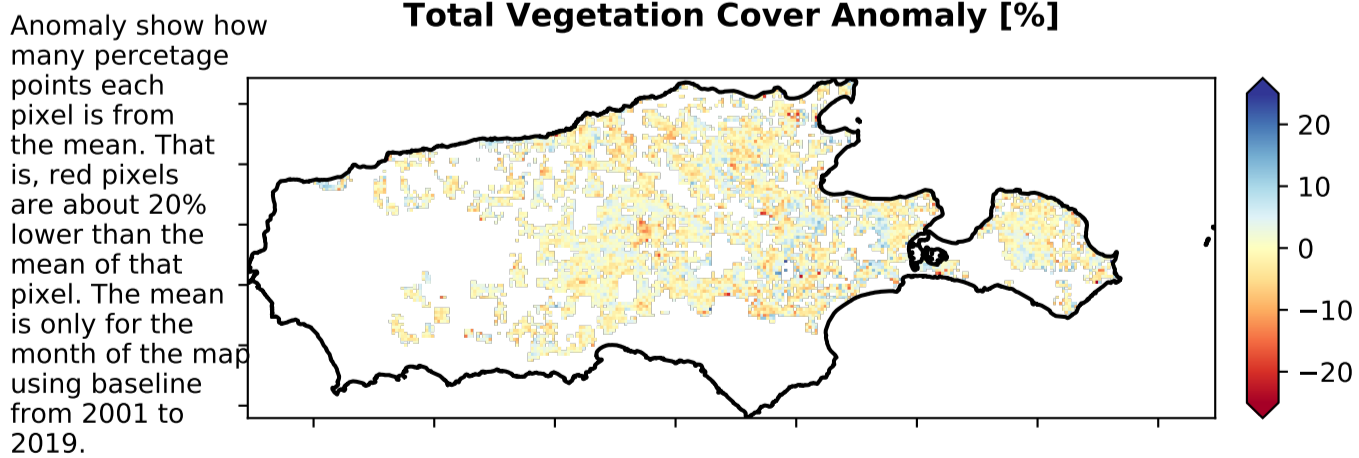 Total Vegetation Cover Anomaly [%]
Anomaly show how
many percetage
points each
pixel is from
the mean. That
is, red pixels
are about 20%
lower than the
mean of that
pixel. The mean
is only for the
month of the map
using baseline
from 2001 to
2019.
20
10
0
−10
−20